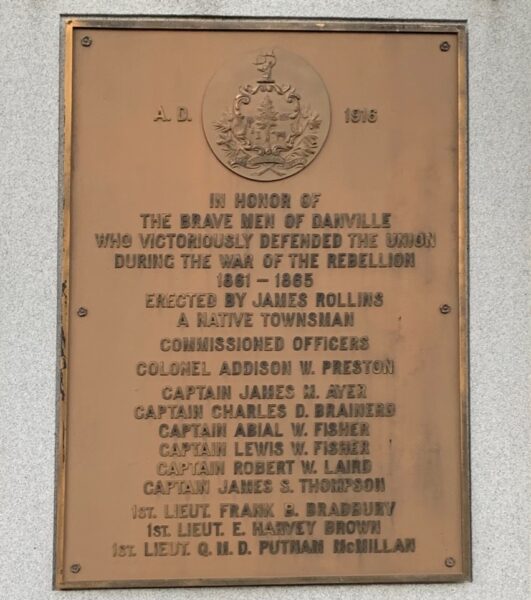 A. D. 1916
IN HONOR OF
THE BRAVE MEN OF DANVILLE
WHO VICTORIOUSLY DEFENDED THE UNION
DURING THE WAR OF THE REBELLION
1861 – 1865
ERECTED BY JAMES ROLLINS
A NATIVE TOWNSMAN
COMMISSIONED OFFICERS
COLONEL ADDISON W. PRESTON
CAPTAIN JAMES M. AYER
CAPTAIN CHARLES D. BRAINERD
CAPTAIN ABIAL W. FISHER
CAPTAIN LEWIS W. FISHER
CAPTAIN ROBERT W. LAIRD
CAPTAIN JAMES S. THOMPSON
1ST. LIEUT. FRANK B. BRADBURY
1ST. LIEUT. E. HARVEY BROWN
1ST. LIEUT. Q. M. D. PUTNAM McMILLAN